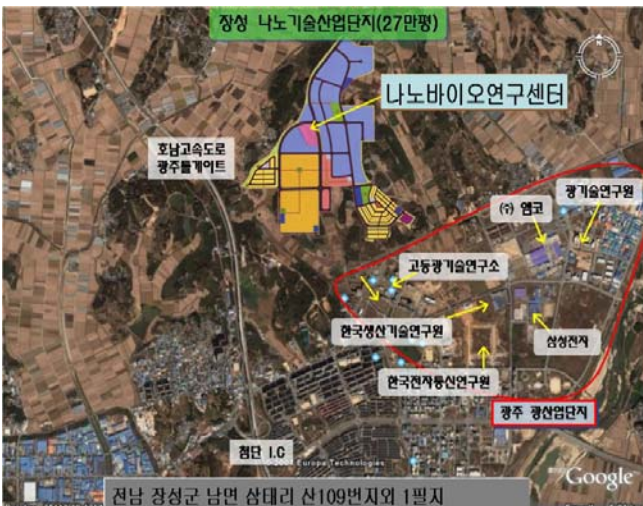 장성 나노기술산업단지(27만평)
N
나노바이오연구센터
호남고속도로
광주톨게이트
광기술연구원
(주) 앰코
고등광기술연구소
한국생산기술연구원
삼성전자
한국전자통신연구원
광주 광산업단지
첨단 I.C
Europa Technologies
Google
전남 장성군 남면 삼태리 산109번지외 1필지